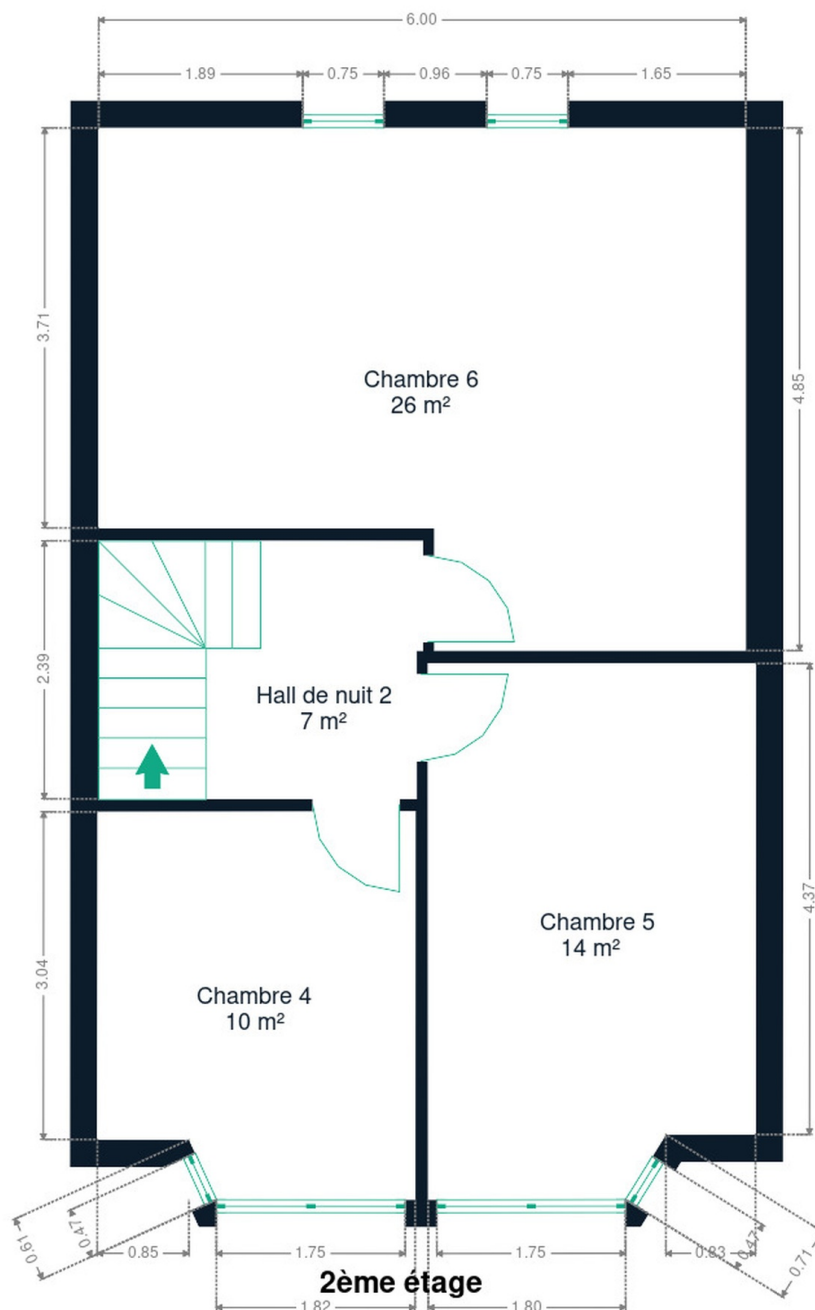 6.00
1.89
0.75
0.96
0.75
1.65
3.71
4.85
Chambre 6
26 m²
2.39
Hall de nuit 2
7 m²
4.37
3.04
Chambre 5
14 m²
Chambre 4
10 m²
0.61
0.47
0.85
1.75
1.75
0.83
0.47
0.71
2ème étage
1.82
1.80